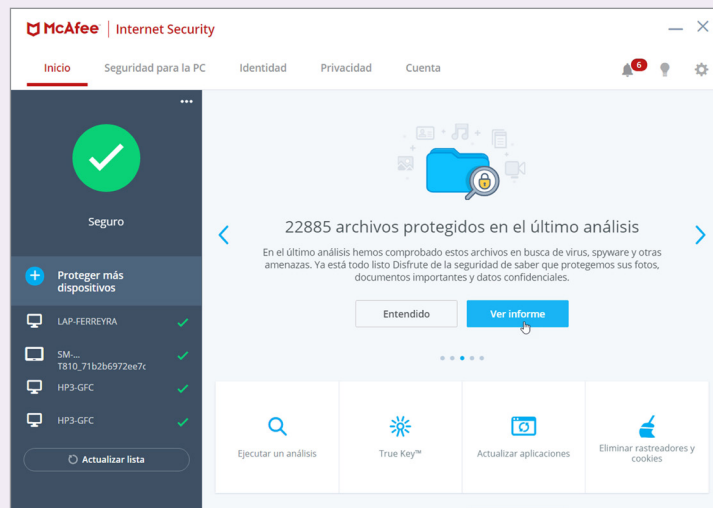 McAfee | Internet Security
Inicio
Seguridad para la PC
Identidad
Privacidad
Cuenta
6
Seguro
Proteger más
dispositivos
LAP-FERREYRA
SM-...
T810_71b2b6972ee7c
HP3-GFC
HP3-GFC
Actualizar lista
22885 archivos protegidos en el último análisis
En el último análisis hemos comprobado estos archivos en busca de virus, spyware y otras
amenazas. Ya está todo listo Disfrute de la seguridad de saber que protegemos sus fotos,
documentos importantes y datos confidenciales.
Entendido
Ver informe
Ejecutar un análisis
True Key™
Actualizar aplicaciones
Eliminar rastreadores y
cookies